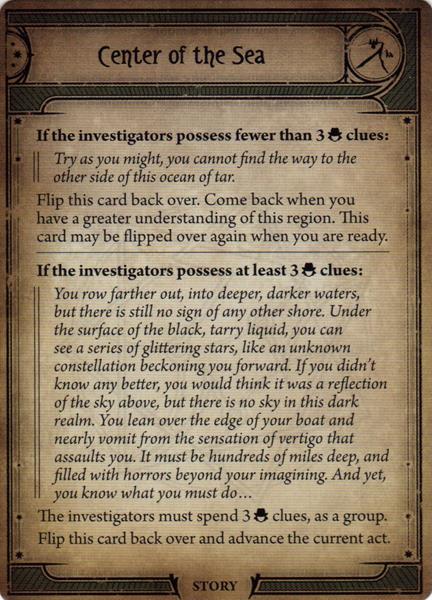 Center of the Sea
If the investigators possess fewer than 3 clues:
Try as you might, you cannot find the way to the
other side of this ocean of tar.
Flip this card back over. Come back when you
have a greater understanding of this region. This
card may be flipped over again when you are ready.
If the investigators possess at least 3 clues:
You row farther out, into deeper, darker waters,
but there is still no sign of any other shore. Under
the surface of the black, tarry liquid, you can
see a series of glittering stars, like an unknown
constellation beckoning you forward. If you didn't
know any better, you would think it was a reflection
of the sky above, but there is no sky in this dark
realm. You lean over the edge of your boat and
nearly vomit from the sensation of vertigo that
assaults you. It must be hundreds of miles deep, and
filled with horrors beyond your imagining. And yet,
you know what you must do…
The investigators must spend 3 clues, as a group.
Flip this card back over and advance the current act.
STORY